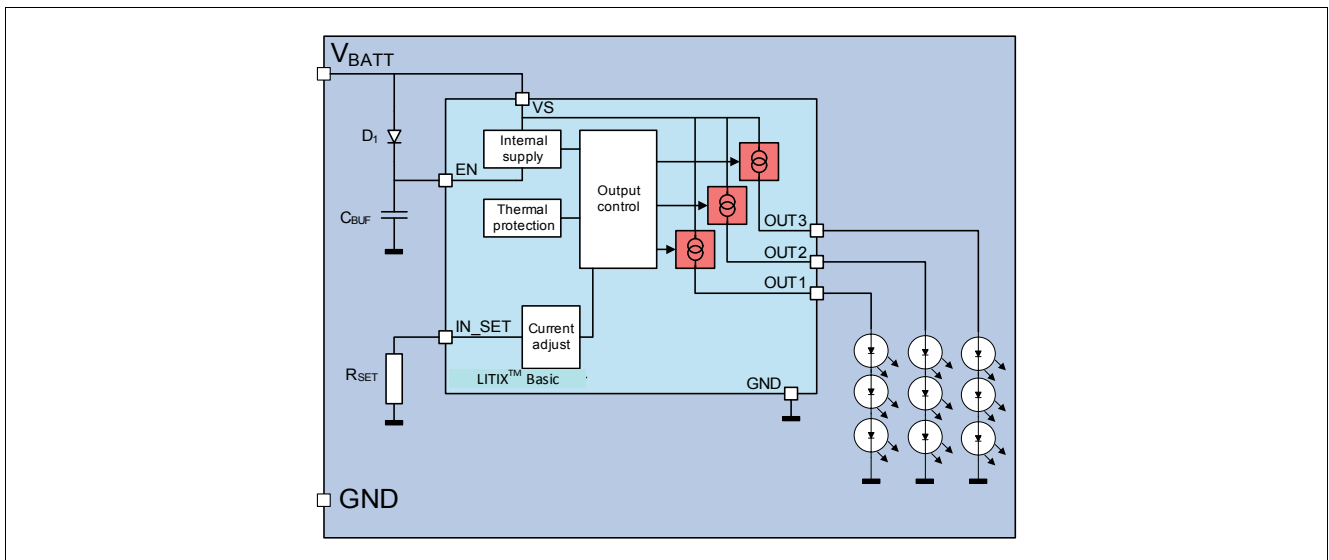 VBATT
VS
D1
Internal
supply
EN
Output
control
CBUF
Thermal
protection
OUT3
OUT2
OUT1
IN_SET
Current
adjust
RSET
LITIX™ Basic
GND
GND